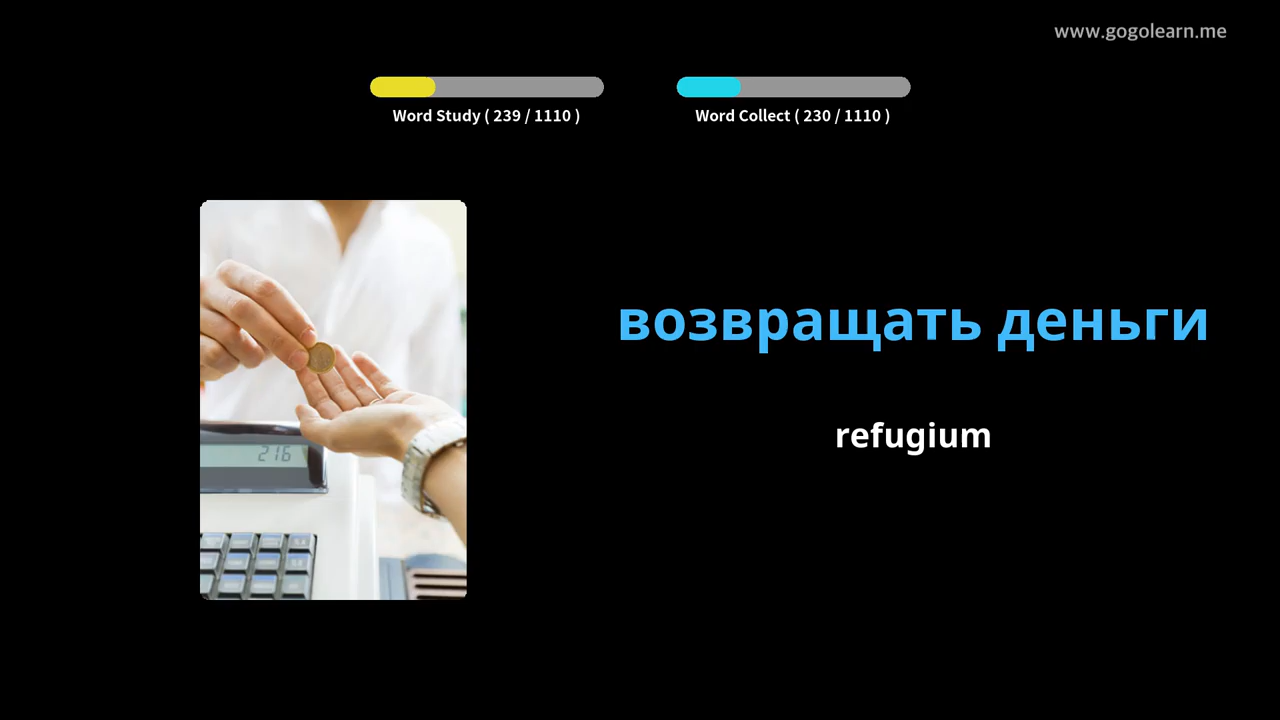 www.gogolearn.me
Word Study ( 239 / 1110 )
Word Collect ( 230 / 1110 )
возвращать деньги
refugium
216